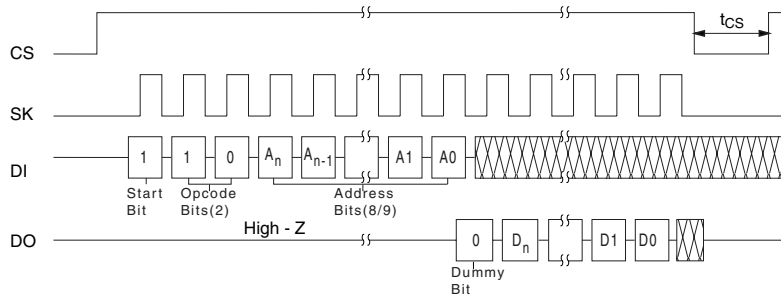 tCS
CS
SK
DI 1 1 0 An An-1 A1 A0
Start Bit
Opcode Bits(2)
Address Bits(8/9)
High - Z
DO 0 Dn D1 D0
Dummy Bit